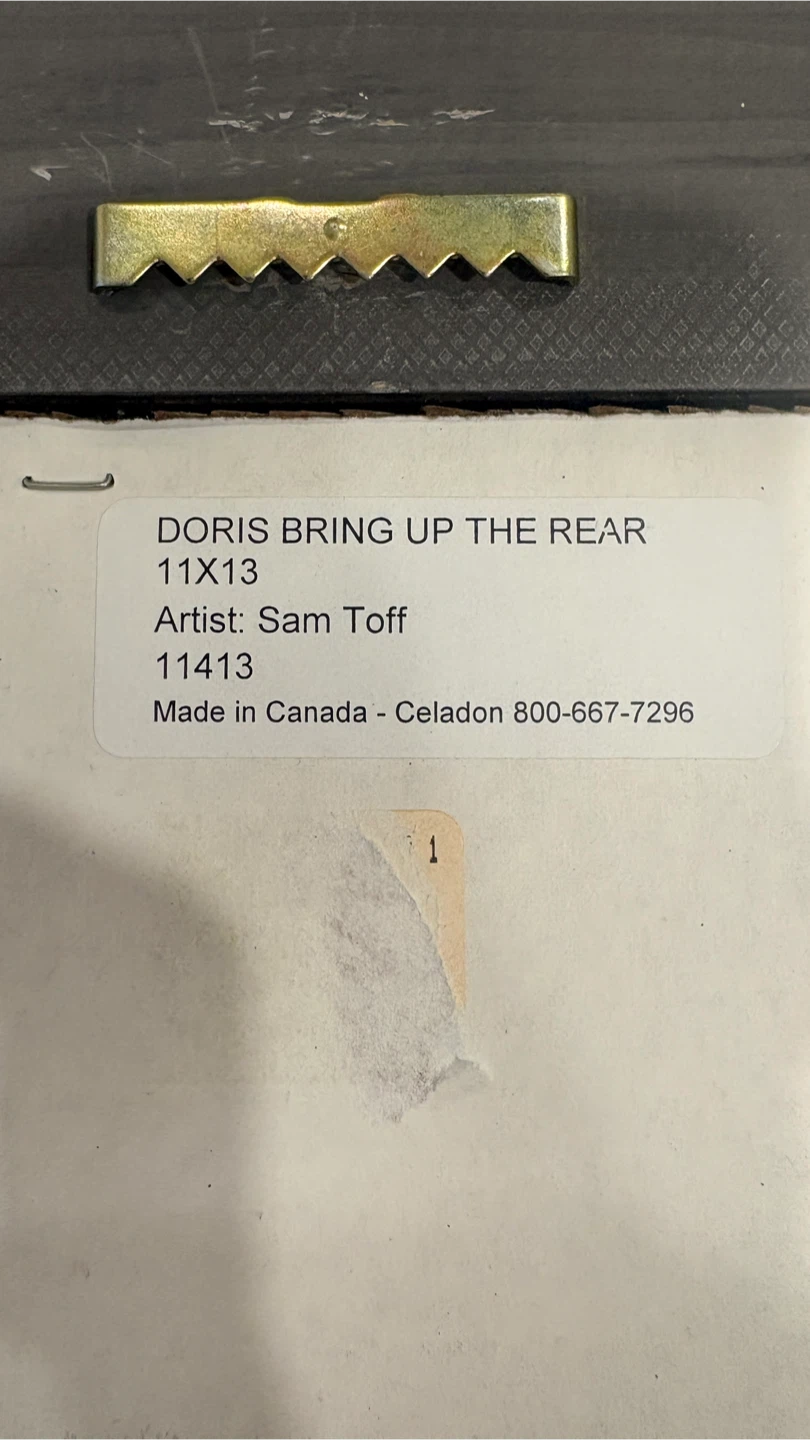 DORIS BRING UP THE REAR
11X13
Artist: Sam Toff
11413
Made in Canada - Celadon 800-667-7296
1